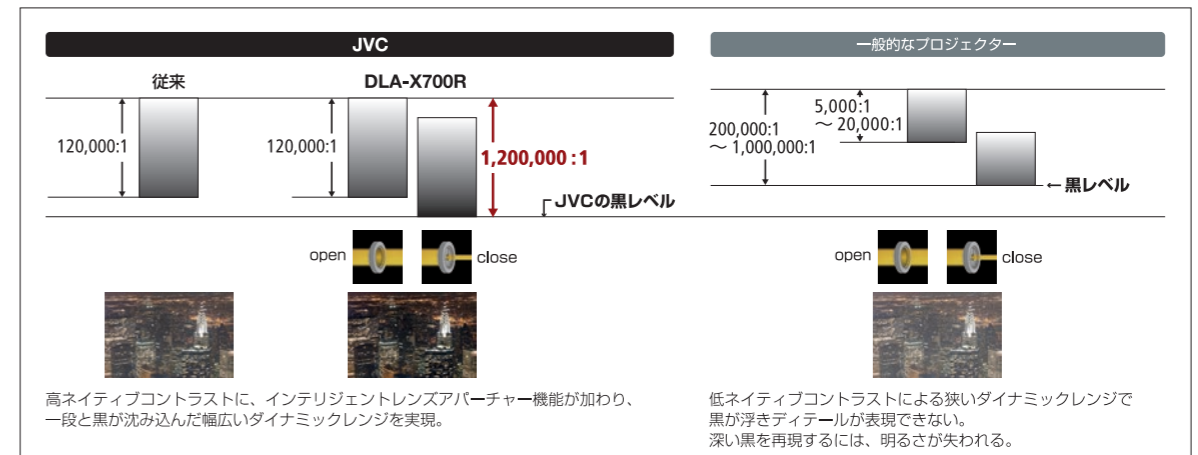 JVC
従来
DLA-X700R
120,000:1
120,000:1
1,200,000 : 1
JVCの黒レベル
open
close
高ネイティブコントラストに、インテリジェントレンズアパーチャー機能が加わり、
一段と黒が沈み込んだ幅広いダイナミックレンジを実現。
一般的なプロジェクター
200,000:1
～ 1,000,000:1
5,000:1
～ 20,000:1
←黒レベル
open
close
低ネイティブコントラストによる狭いダイナミックレンジで
黒が浮きディテールが表現できない。
深い黒を再現するには、明るさが失われる。